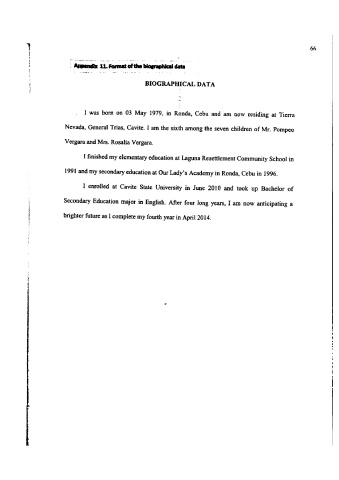 66
Appendix 11. Format of the biographical data
BIOGRAPHICAL DATA
I was born on 03 May 1979, in Ronda, Cebu and am now residing at Tierra
Nevada, General Trias, Cavite. I am the sixth among the seven children of Mr. Pompeo
Vergara and Mrs. Rosalia Vergara.
I finished my elementary education at Laguna Resettlement Community School in
1991 and my secondary education at Our Lady's Academy in Ronda, Cebu in 1996.
I enrolled at Cavite State University in June 2010 and took up Bachelor of
Secondary Education major in English. After four long years, I am now anticipating a
brighter future as I complete my fourth year in April 2014.